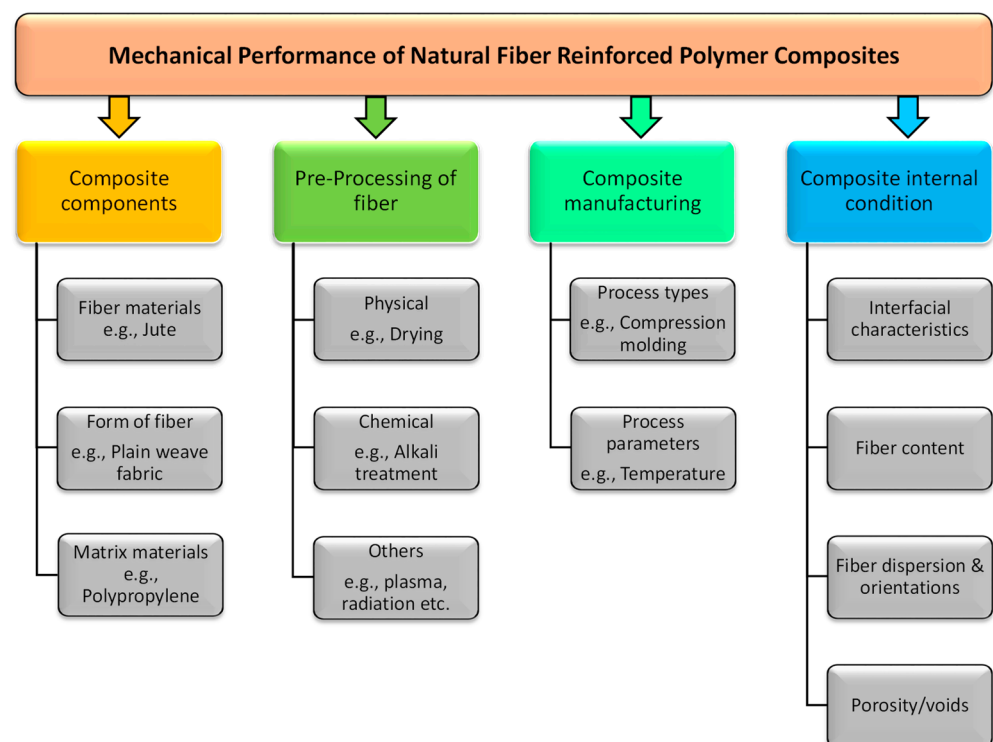 Mechanical Performance of Natural Fiber Reinforced Polymer Composites
Composite
components
Fiber materials
e.g., Jute
Form of fiber
e.g., Plain weave
fabric
Matrix materials
e.g.,
Polypropylene
Pre-Processing of
fiber
Physical
e.g., Drying
Chemical
e.g., Alkali
treatment
Others
e.g., plasma,
radiation etc.
Composite
manufacturing
Process types
e.g., Compression
molding
Process
parameters
e.g., Temperature
Composite internal
condition
Interfacial
characteristics
Fiber content
Fiber dispersion &
orientations
Porosity/voids